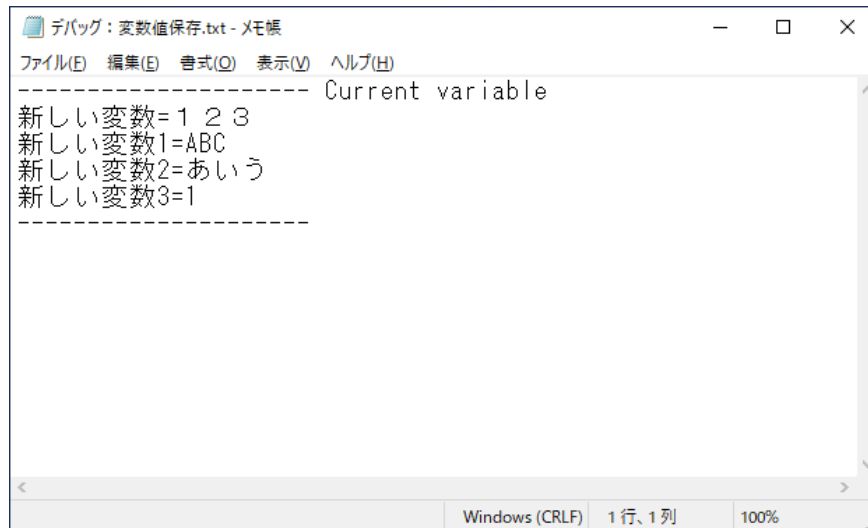 デバッグ：変数値保存.txt - メモ帳
ファイル(F) 編集(E) 書式(O) 表示(V) ヘルプ(H)
--------------------- Current variable
新しい変数=１２３
新しい変数1=ABC
新しい変数2=あいう
新しい変数3=1
---------------------
Windows (CRLF) 1 行、1 列 100%